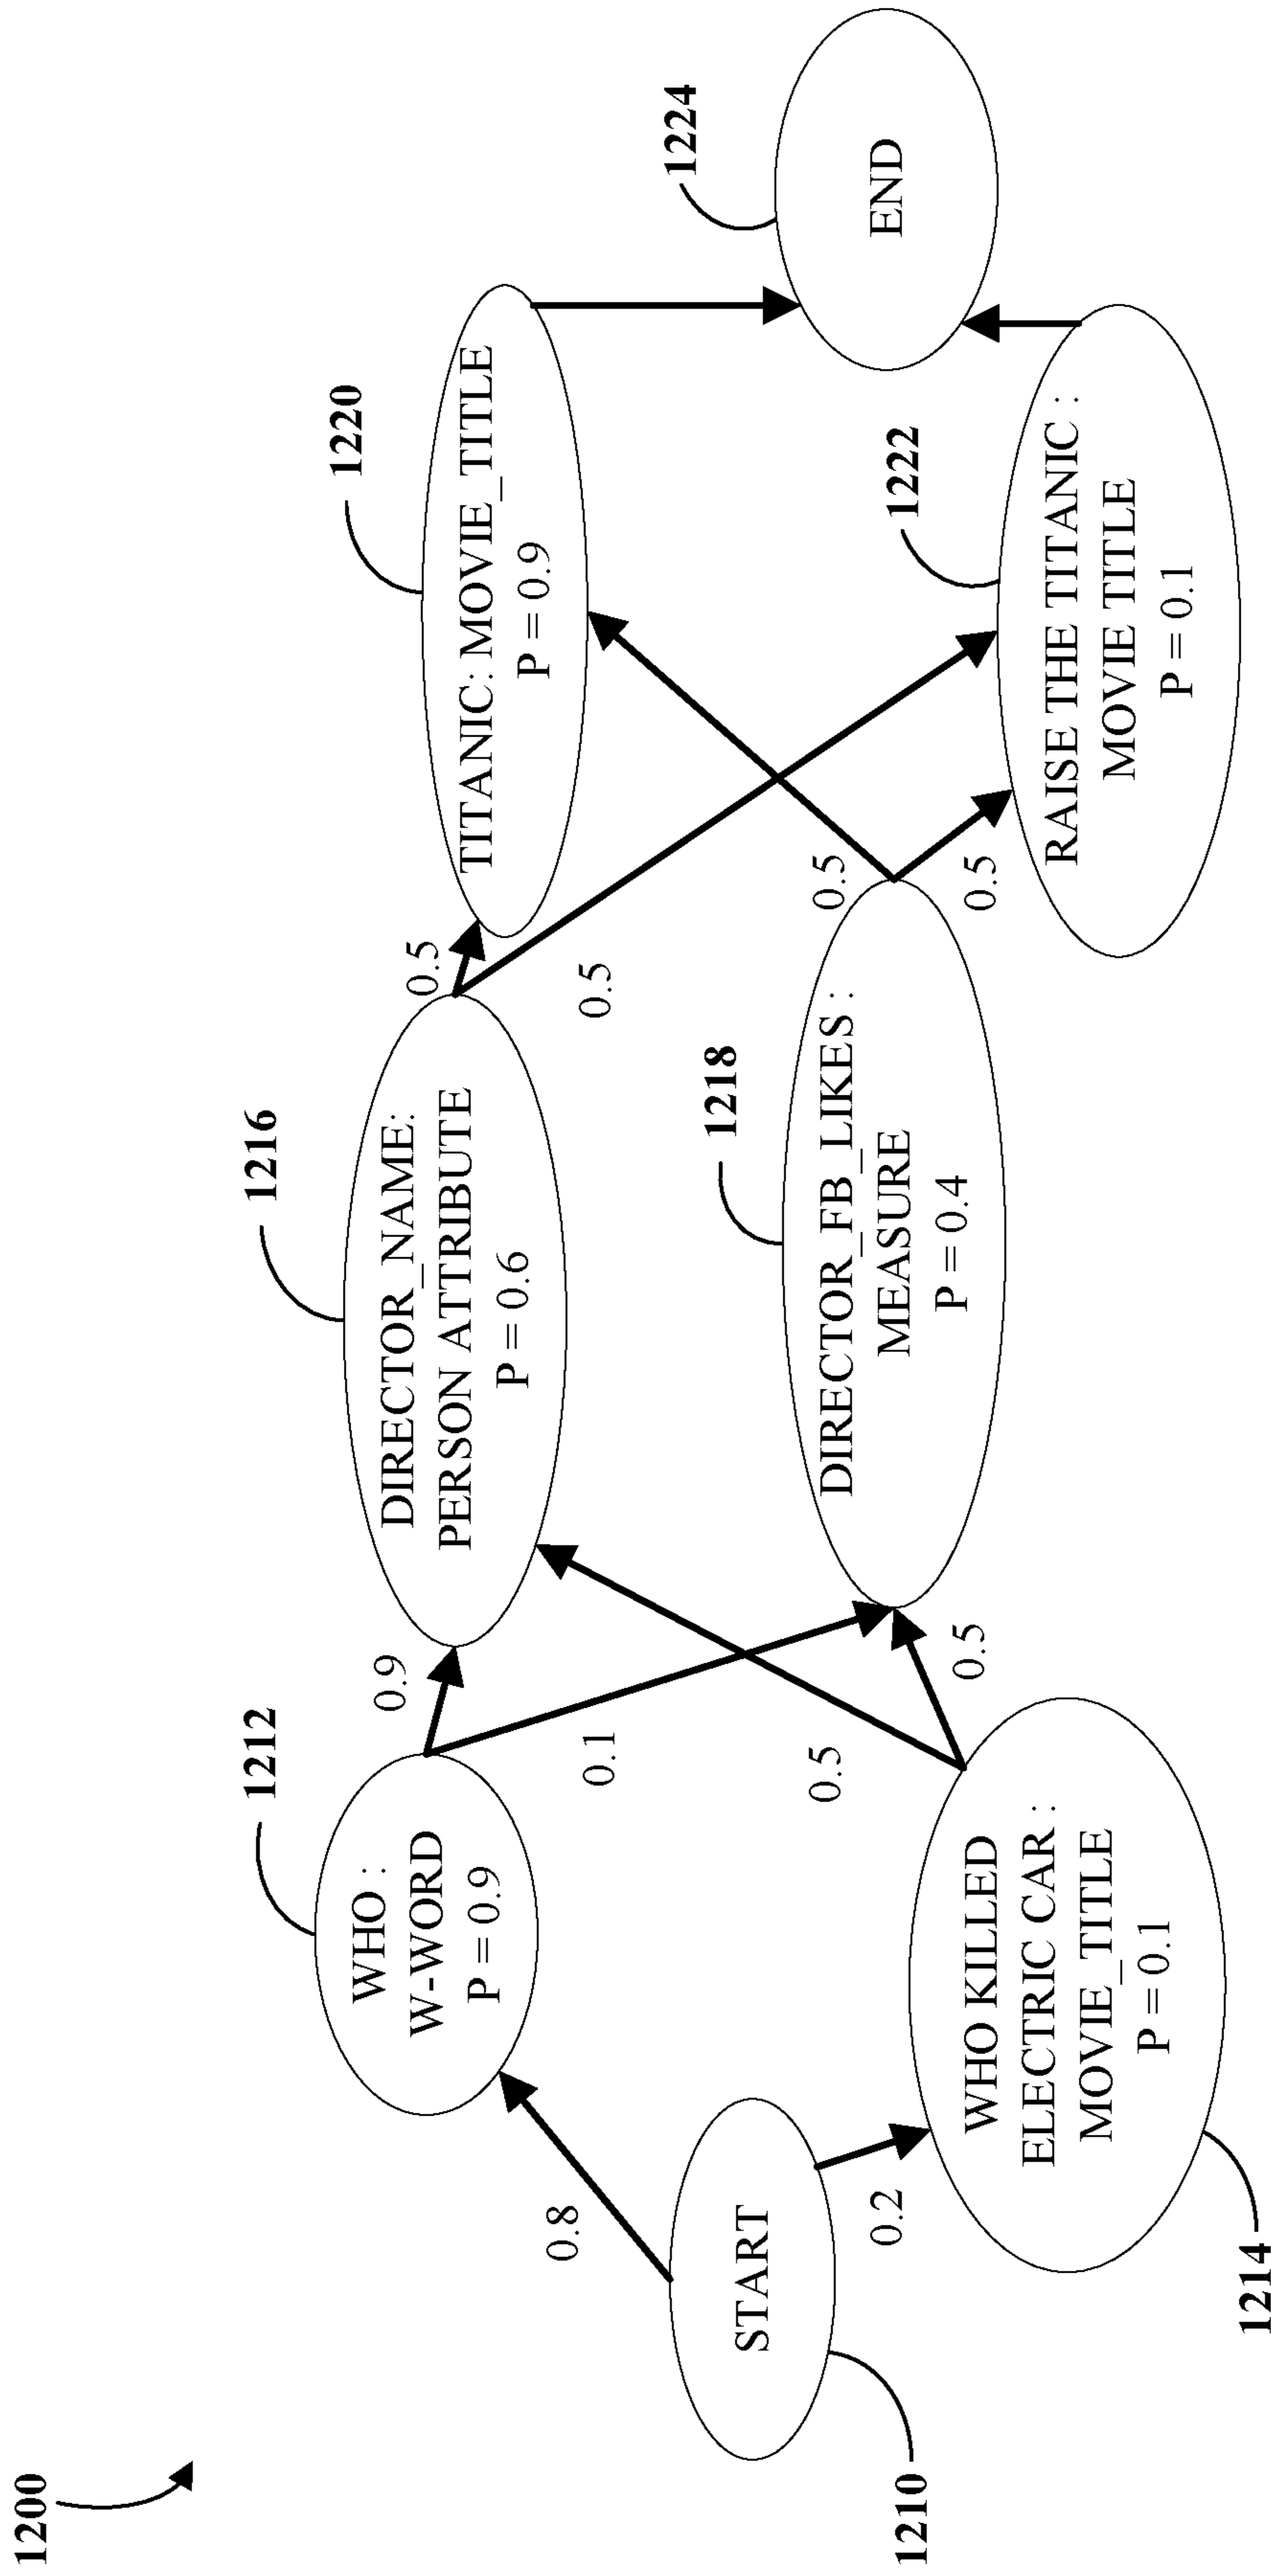 1200
1210
START
0.8
0.2
1212
WHO :
W-WORD
P = 0.9
1214
WHO KILLED
ELECTRIC CAR :
MOVIE_TITLE
P = 0.1
0.9
0.1
0.5
0.5
1216
DIRECTOR_NAME:
PERSON ATTRIBUTE
P = 0.6
1218
DIRECTOR_FB_LIKES :
MEASURE
P = 0.4
0.5
0.5
0.5
0.5
1220
TITANIC: MOVIE_TITLE
P = 0.9
1222
RAISE THE TITANIC :
MOVIE TITLE
P = 0.1
1224
END